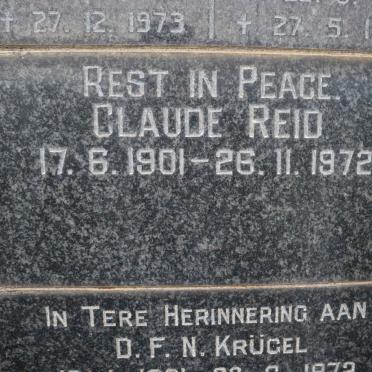 † 27. 12. 1973 † 27. 5
REST IN PEACE.
CLAUDE REID
17. 6. 1901 – 26. 11. 1972
IN TERE HERINNERING AAN
D. F. N. KRÜGEL